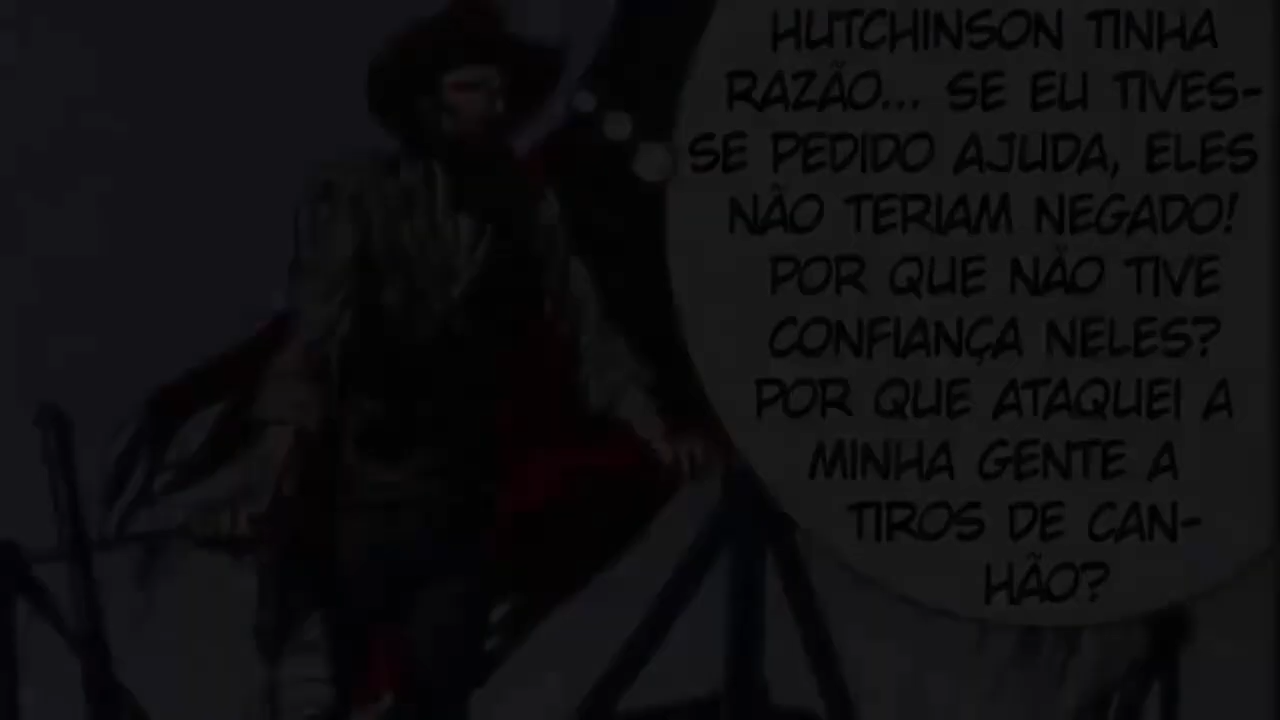 HUTCHINSON TINHA
RAZÃO... SE EU TIVES-
SE PEDIDO AJUDA, ELES
NÃO TERIAM NEGADO!
POR QUE NÃO TIVE
CONFIANÇA NELES?
POR QUE ATAQUEI A
MINHA GENTE A
TIROS DE CAN-
HÃO?